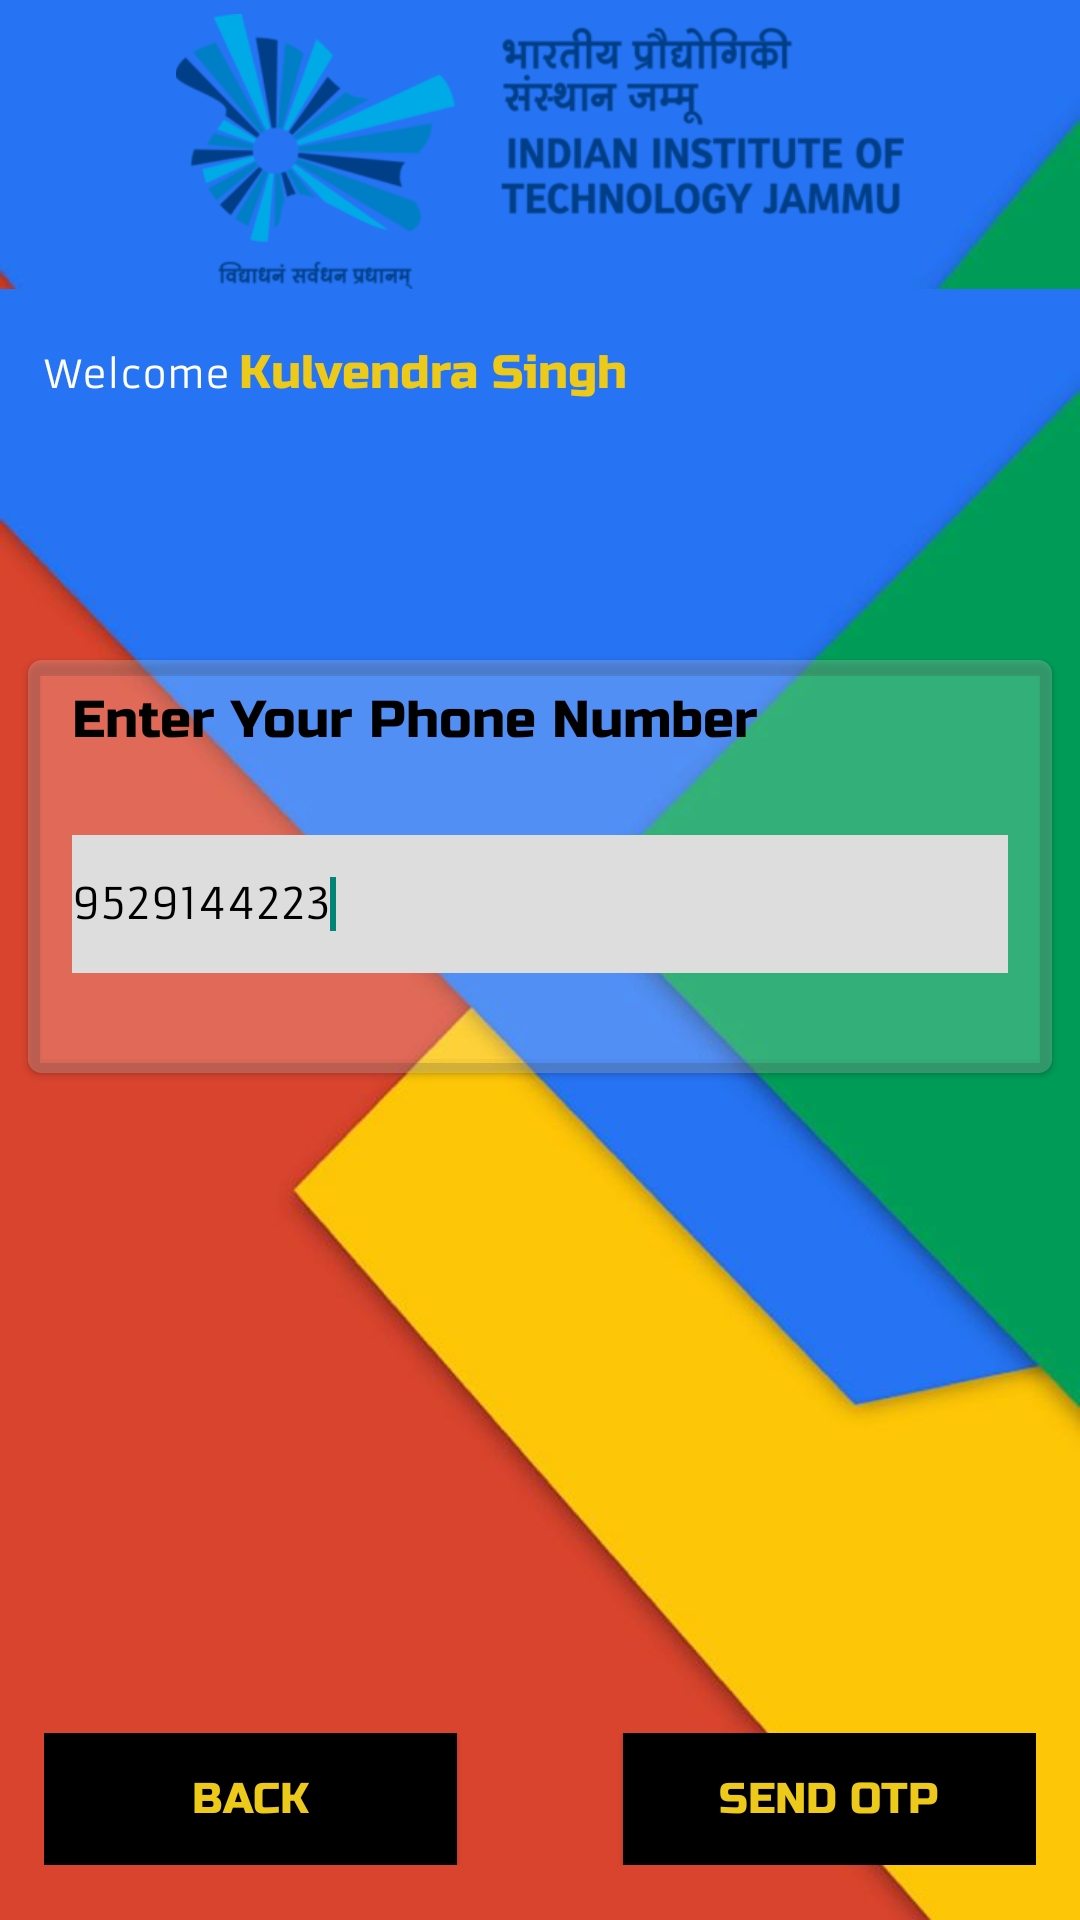 भारतीय प्रौद्योगिकी
संस्थान जम्मू
INDIAN INSTITUTE OF
TECHNOLOGY JAMMU
विद्याधनं सर्वधन प्रधानम्
Welcome Kulvendra Singh
Enter Your Phone Number
9529144223
BACK
SEND OTP